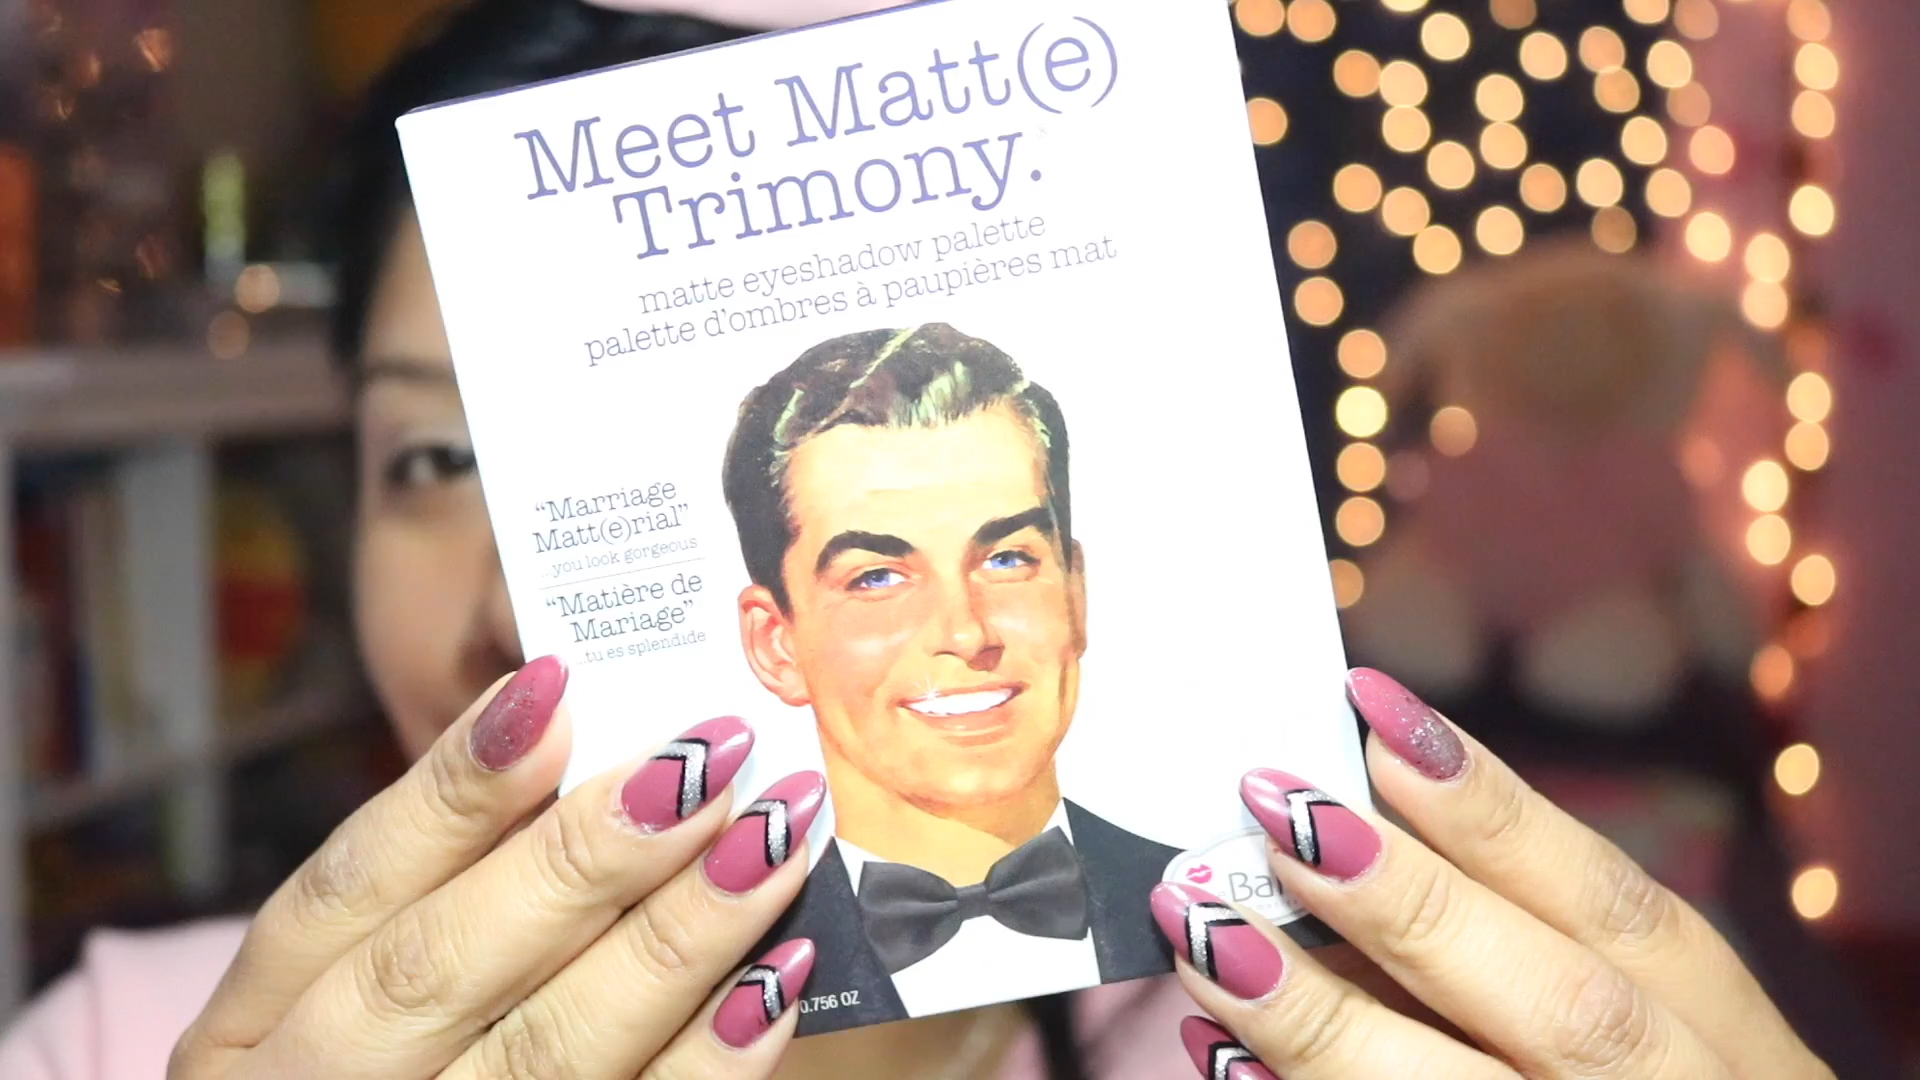 Meet Matt(e)
Trimony.
matte eyeshadow palette
palette d'ombres à paupières mat
"Marriage
Matt(e)rial"
...you look gorgeous
"Matière de
Mariage"
...tu es splendide
0.756 OZ